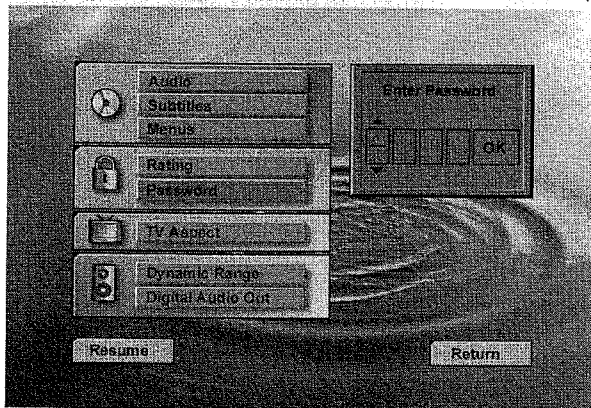 Audio
Subtitles
Menus
Rating
Password
TV Aspect
Dynamic Range
Digital Audio Out
Enter Password
OK
Resume
Return